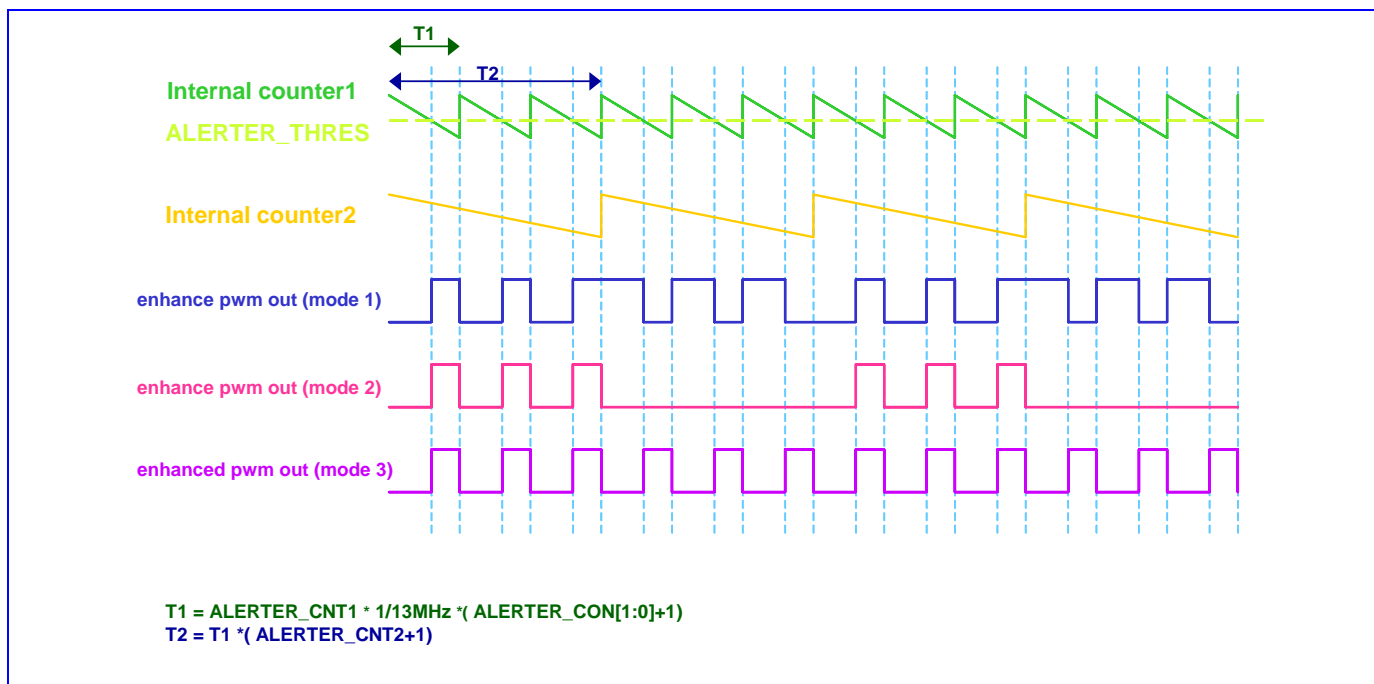 T1
T2
Internal counter1
ALERTER_THRES
Internal counter2
enhance pwm out (mode 1)
enhance pwm out (mode 2)
enhanced pwm out (mode 3)
T1 = ALERTER_CNT1 * 1/13MHz *( ALERTER_CON[1:0]+1)
T2 = T1 *( ALERTER_CNT2+1)